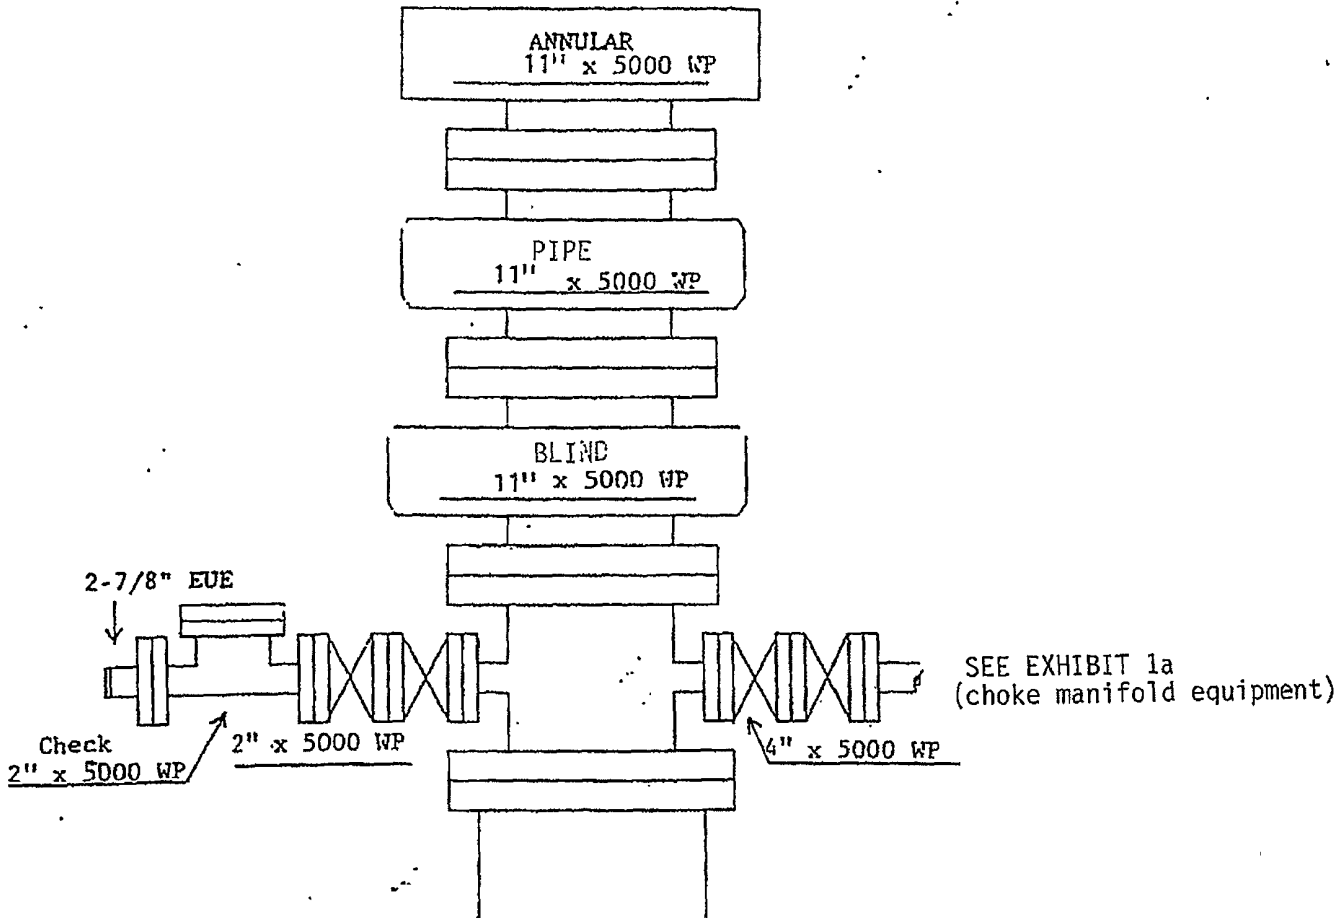 ANNULAR
11" x 5000 WP
PIPE
11" x 5000 WP
BLIND
11" x 5000 WP
2-7/8" EUE
SEE EXHIBIT 1a
(choke manifold equipment)
Check
2" x 5000 WP
2" x 5000 WP
4" x 5000 WP